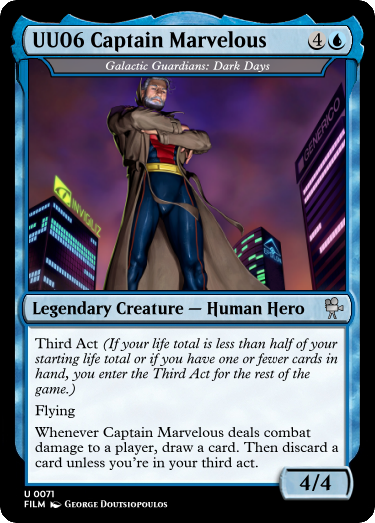 UU06 Captain Marvelous 4
Galactic Guardians: Dark Days
INVIGLIZ
GENERICO
Legendary Creature — Human Hero
Third Act (If your life total is less than half of your
starting life total or if you have one or fewer cards in
hand, you enter the Third Act for the rest of the
game.)
Flying
Whenever Captain Marvelous deals combat
damage to a player, draw a card. Then discard a
card unless you're in your third act.
4/4
U 0071
FILM GEORGE DOUTSIOPOULOS